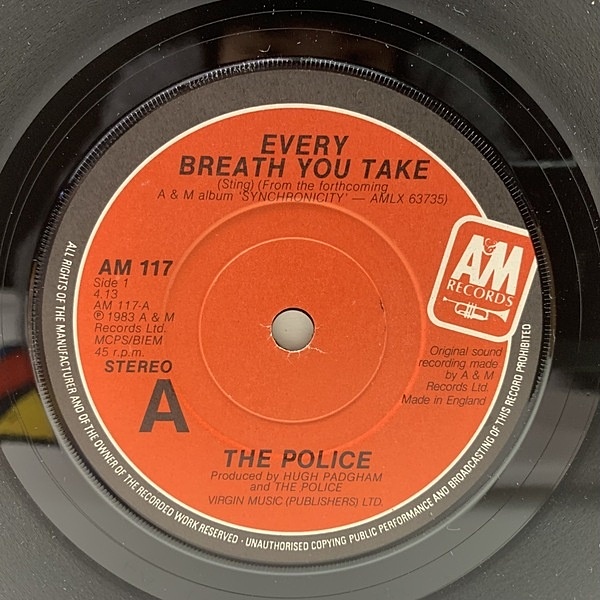 EVERY
BREATH YOU TAKE
(Sting) (From the forthcoming
A & M album 'SYNCHRONICITY' — AMLX 63735)
A&M
RECORDS
AM 117
Side 1
4.13
AM 117-A
℗ 1983 A & M
Records Ltd.
MCPS/BIEM
45 r.p.m.
STEREO
A
Original sound
recording made
by A & M
Records Ltd.
Made in England
THE POLICE
Produced by HUGH PADGHAM
and THE POLICE
VIRGIN MUSIC (PUBLISHERS) LTD.
ALL RIGHTS OF THE MANUFACTURER AND OF THE OWNER OF THE RECORDED WORK RESERVED · UNAUTHORISED COPYING PUBLIC PERFORMANCE AND BROADCASTING OF THIS RECORD PROHIBITED